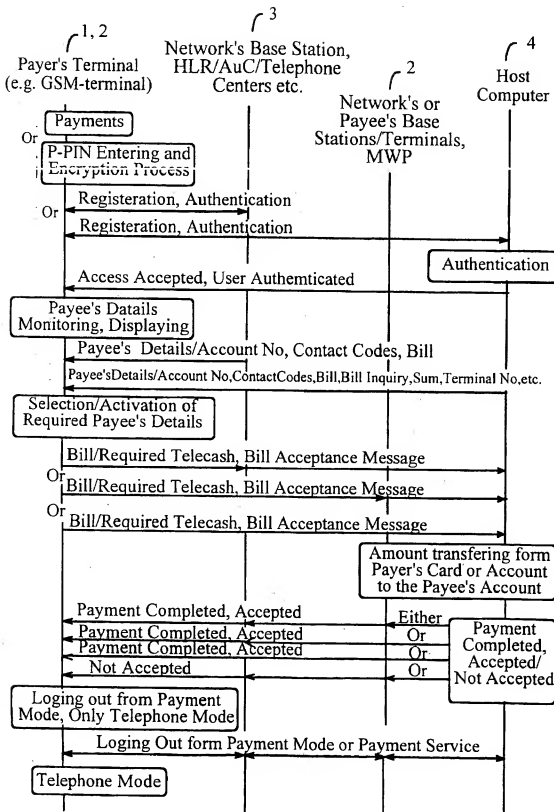 1, 2
Payer's Terminal
(e.g. GSM-terminal)
3
Network's Base Station,
HLR/AuC/Telephone
Centers etc.
2
Network's or
Payee's Base
Stations/Terminals,
MWP
4
Host
Computer
Payments
Or
P-PIN Entering and
Encryption Process
Registeration, Authentication
Or
Registeration, Authentication
Authentication
Access Accepted, User Authemticated
Payee's Datails
Monitoring, Displaying
Payee's Details/Account No, Contact Codes, Bill
Payee'sDetails/Account No,ContactCodes,Bill,Bill Inquiry,Sum,Terminal No,etc.
Selection/Activation of
Required Payee's Details
Bill/Required Telecash, Bill Acceptance Message
Or
Bill/Required Telecash, Bill Acceptance Message
Or
Bill/Required Telecash, Bill Acceptance Message
Amount transfering form
Payer's Card or Account
to the Payee's Account
Payment Completed, Accepted
Either
Payment Completed, Accepted
Or
Payment Completed, Accepted
Or
Not Accepted
Or
Payment
Completed,
Accepted/
Not Accepted
Loging out from Payment
Mode, Only Telephone Mode
Loging Out form Payment Mode or Payment Service
Telephone Mode